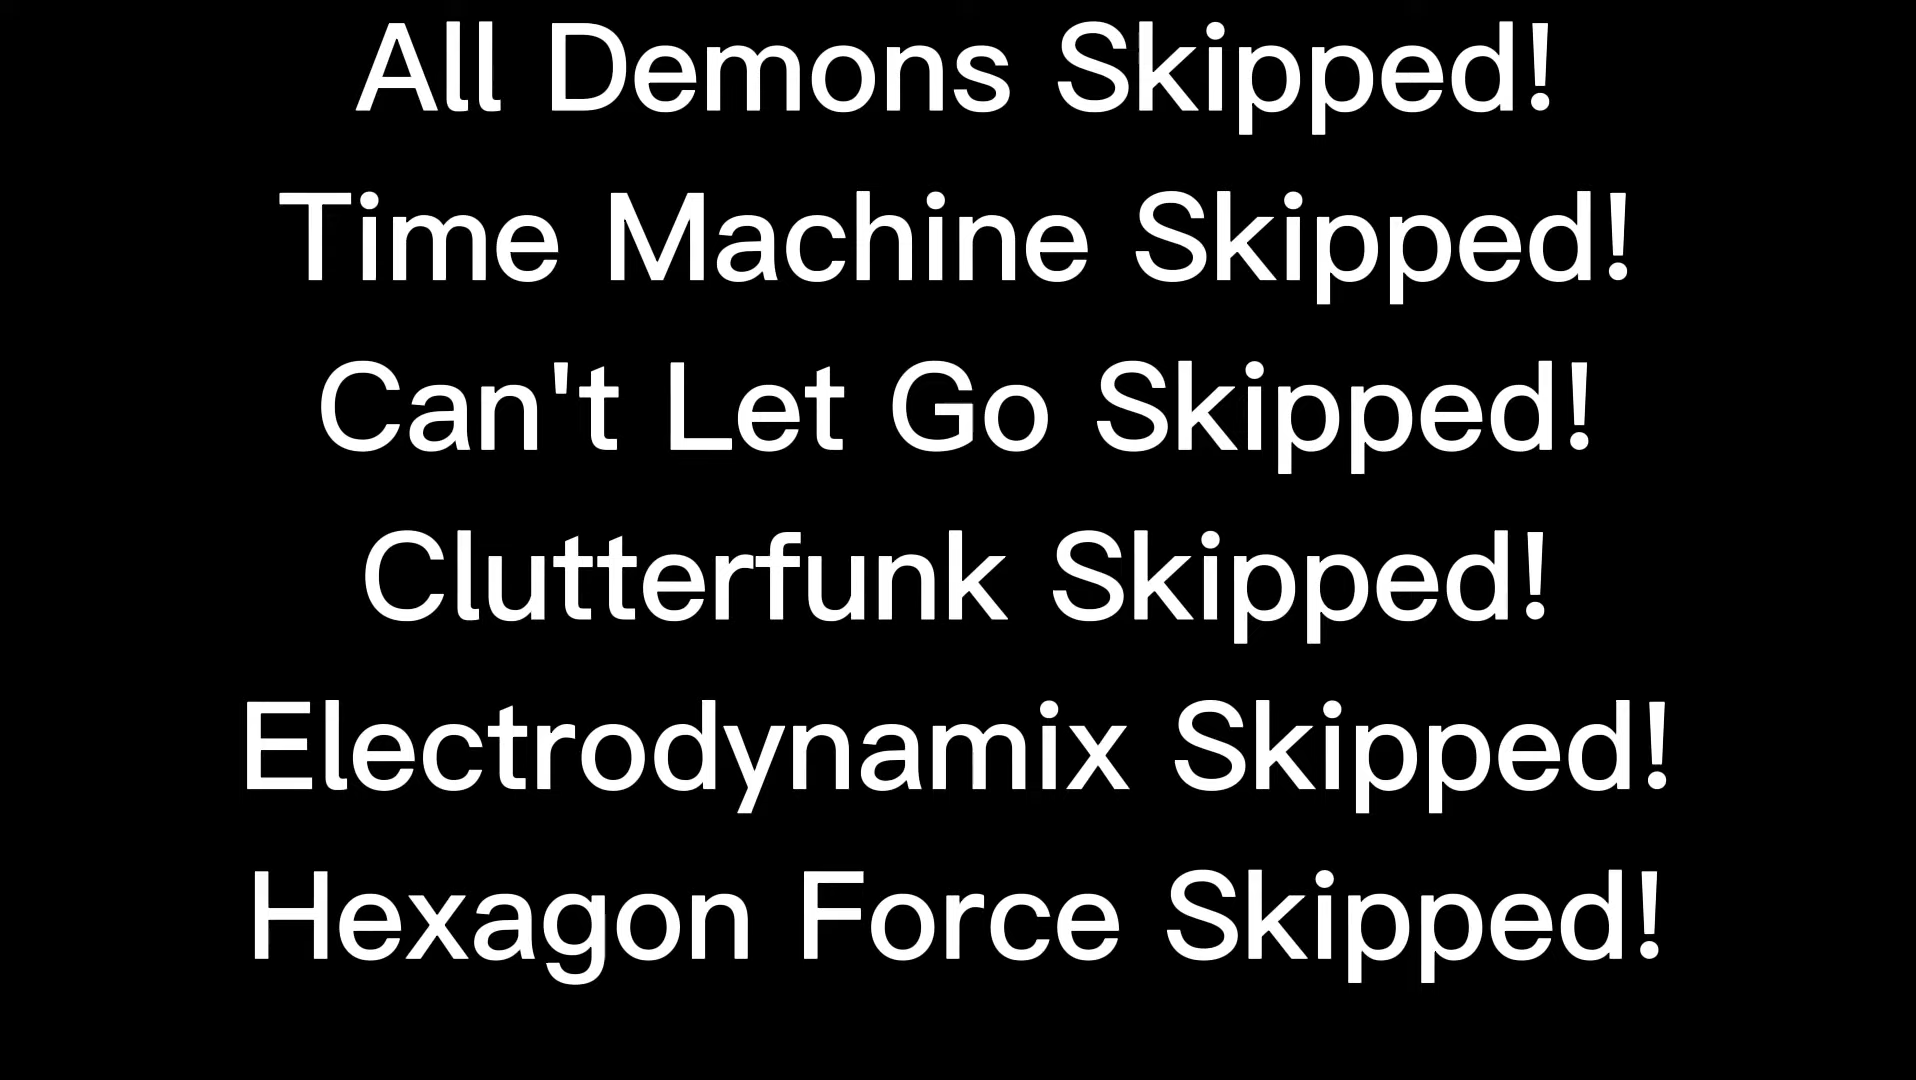 All Demons Skipped!
Time Machine Skipped!
Can't Let Go Skipped!
Clutterfunk Skipped!
Electrodynamix Skipped!
Hexagon Force Skipped!